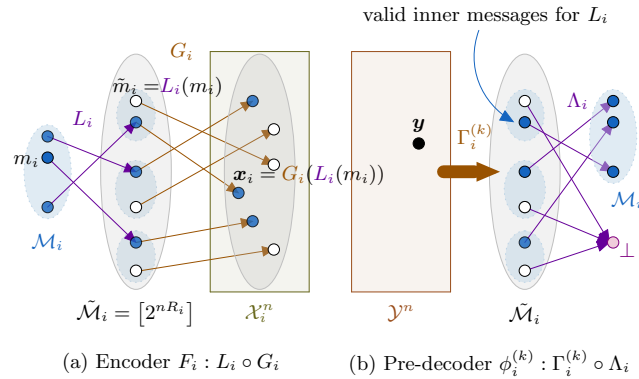 G_i
valid inner messages for L_i
m̃_i = L_i(m_i)
L_i
Λ_i
y
Γ_i^{(k)}
m_i
x_i = G_i(L_i(m_i))
M_i
M_i
⊥
M̃_i = [2^{nR_i}]
X_i^n
Y^n
M̃_i
(a) Encoder F_i : L_i ∘ G_i
(b) Pre-decoder ϕ_i^{(k)} : Γ_i^{(k)} ∘ Λ_i